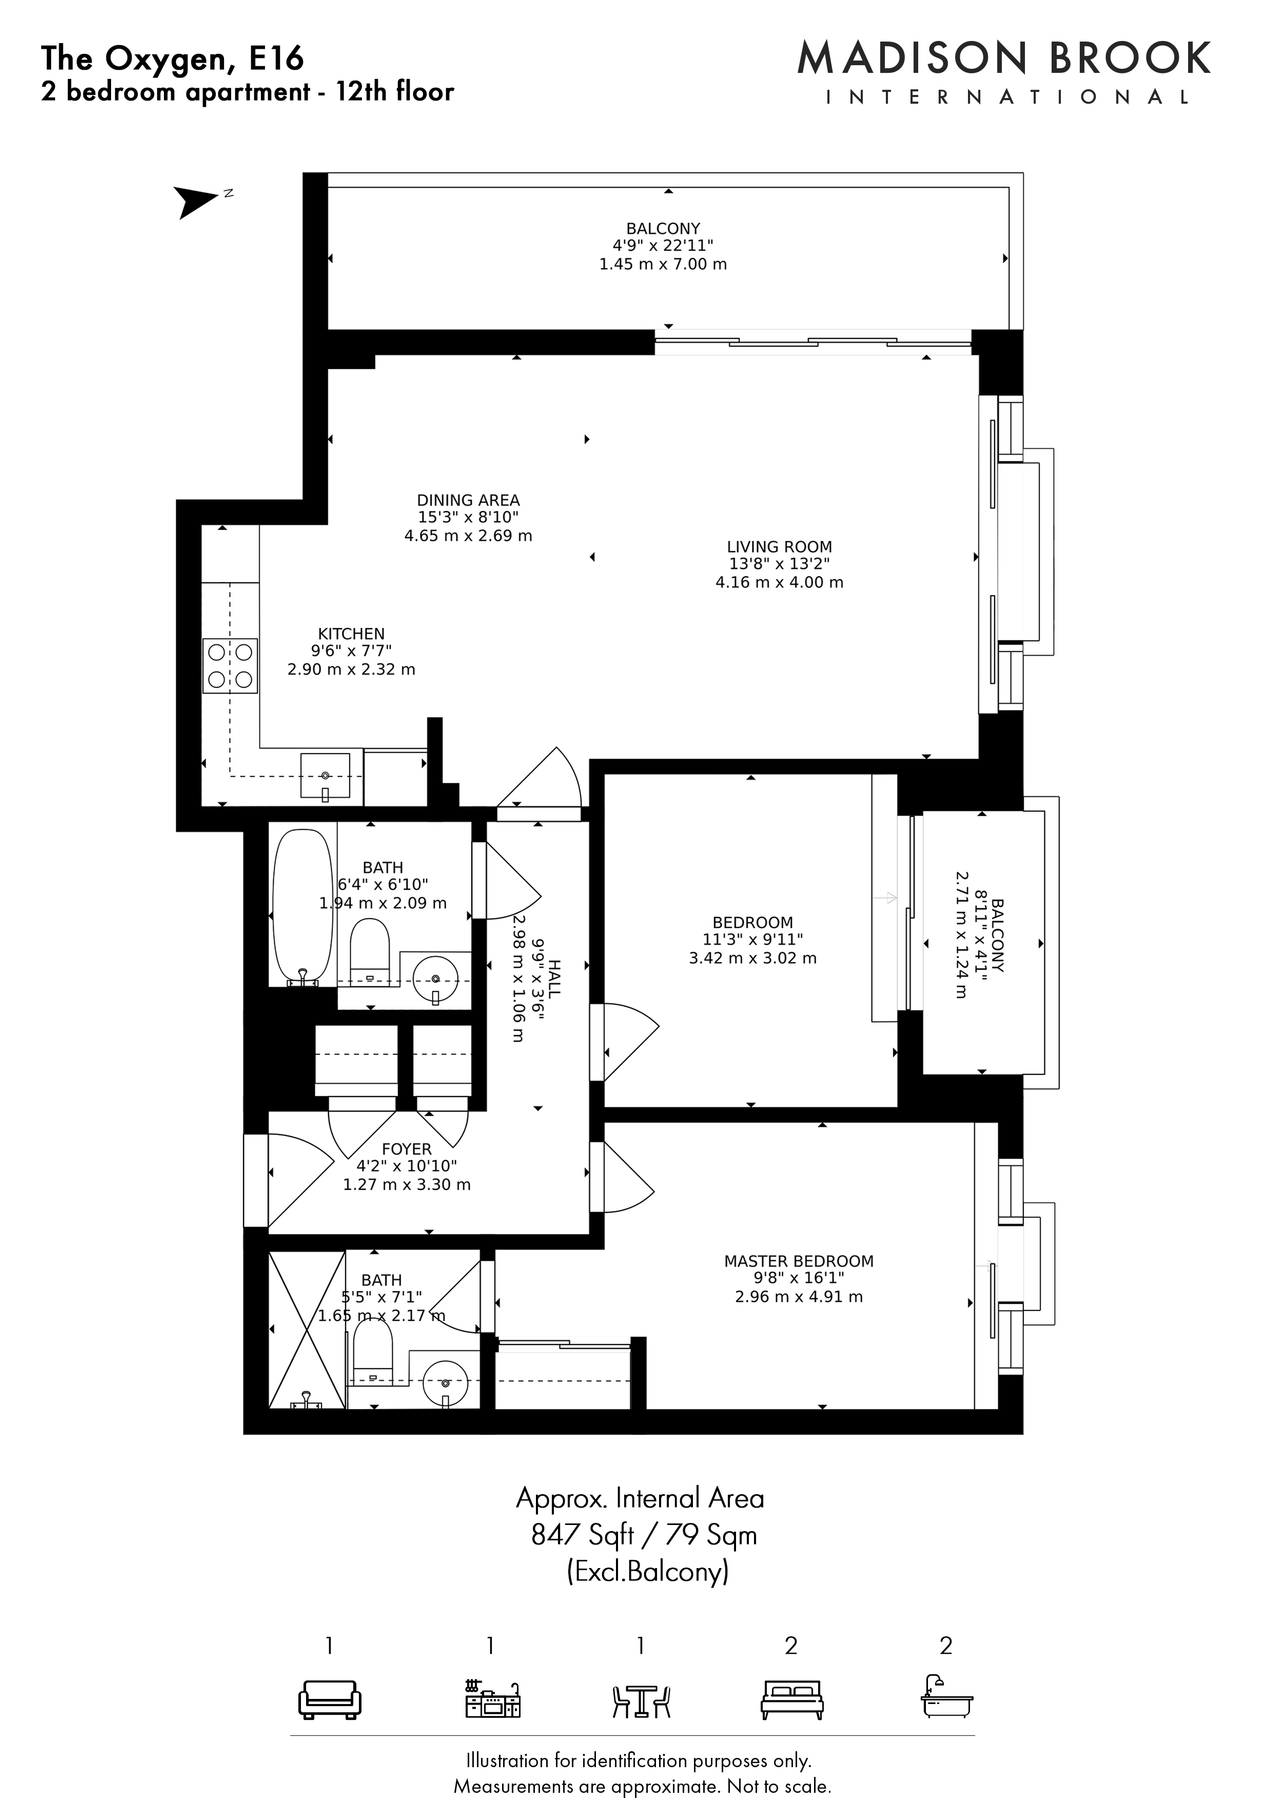 The Oxygen, E16
2 bedroom apartment - 12th floor
MADISON BROOK
INTERNATIONAL
N
BALCONY
4'9" x 22'11"
1.45 m x 7.00 m
DINING AREA
15'3" x 8'10"
4.65 m x 2.69 m
LIVING ROOM
13'8" x 13'2"
4.16 m x 4.00 m
KITCHEN
9'6" x 7'7"
2.90 m x 2.32 m
BATH
6'4" x 6'10"
1.94 m x 2.09 m
HALL
9'9" x 3'6"
2.98 m x 1.06 m
BEDROOM
11'3" x 9'11"
3.42 m x 3.02 m
BALCONY
8'11" x 4'1"
2.71 m x 1.24 m
FOYER
4'2" x 10'10"
1.27 m x 3.30 m
BATH
5'5" x 7'1"
1.65 m x 2.17 m
MASTER BEDROOM
9'8" x 16'1"
2.96 m x 4.91 m
Approx. Internal Area
847 Sqft / 79 Sqm
(Excl.Balcony)
1 1 1 2 2
Illustration for identification purposes only.
Measurements are approximate. Not to scale.